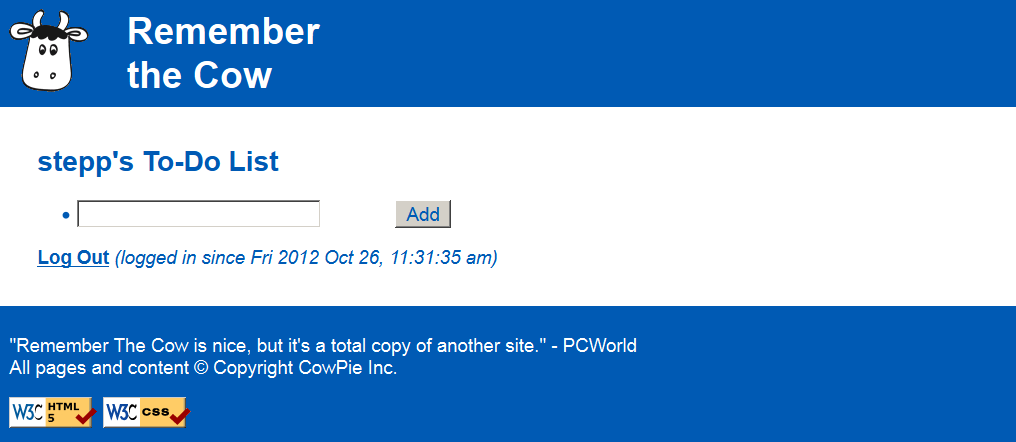 Remember
the Cow
stepp's To-Do List
Add
Log Out (logged in since Fri 2012 Oct 26, 11:31:35 am)
"Remember The Cow is nice, but it's a total copy of another site." - PCWorld
All pages and content © Copyright CowPie Inc.
W3C HTML 5 W3C CSS